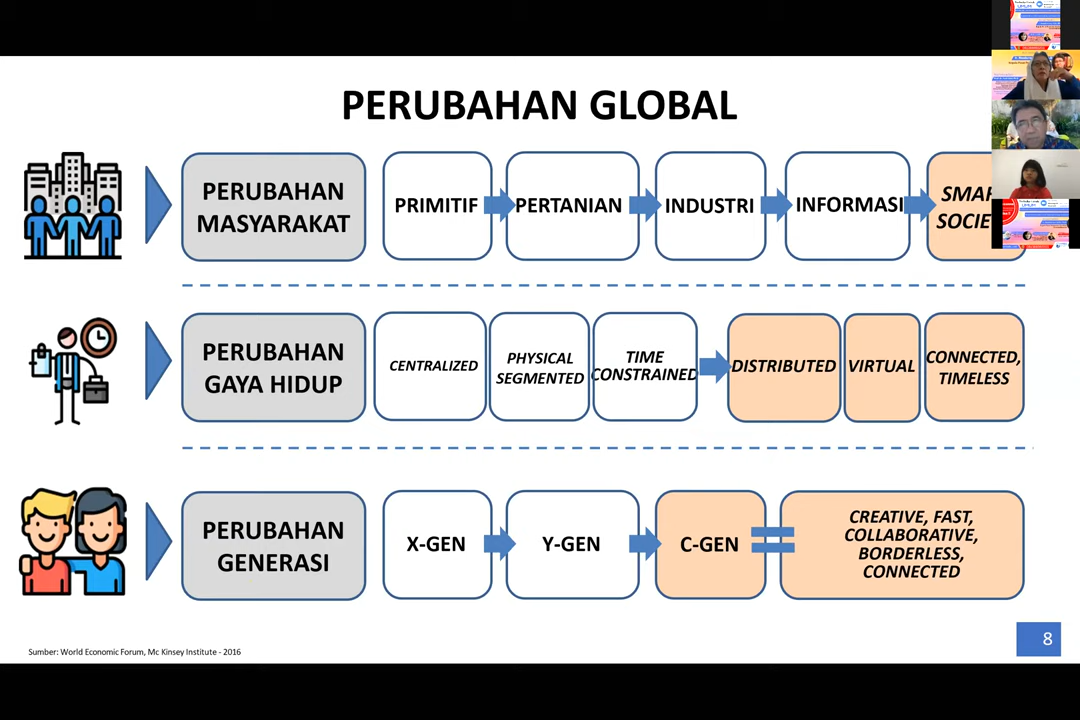 PERUBAHAN GLOBAL
PERUBAHAN
MASYARAKAT
PRIMITIF
PERTANIAN
INDUSTRI
INFORMASI
PERUBAHAN
GAYA HIDUP
CENTRALIZED
PHYSICAL
SEGMENTED
TIME
CONSTRAINED
DISTRIBUTED
VIRTUAL
CONNECTED,
TIMELESS
PERUBAHAN
GENERASI
X-GEN
Y-GEN
C-GEN
CREATIVE, FAST,
COLLABORATIVE,
BORDERLESS,
CONNECTED
8
Sumber: World Economic Forum, Mc Kinsey Institute - 2016